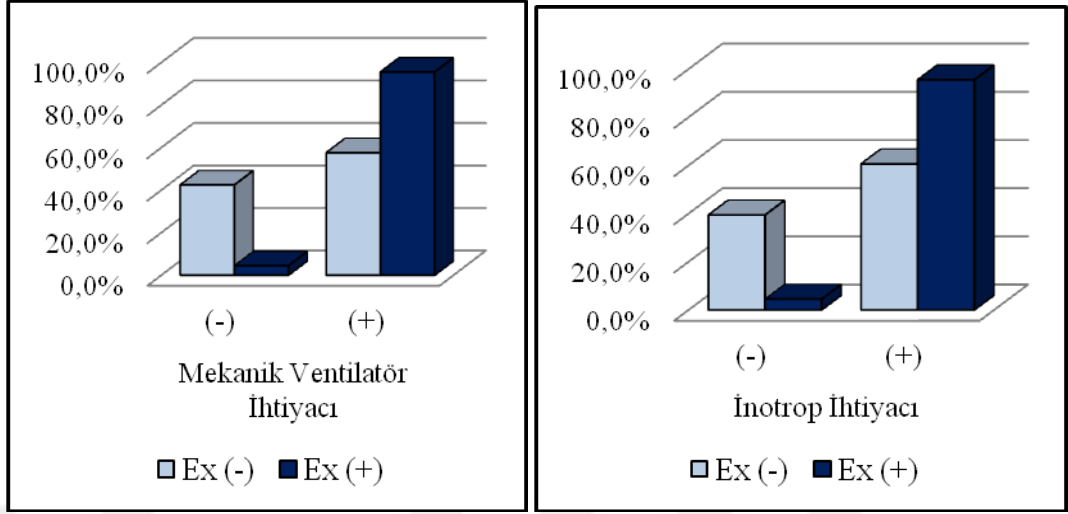 100,0%
80,0%
60,0%
40,0%
20,0%
0,0%
(-) (+)
Mekanik Ventilatör
İhtiyacı
Ex (-) Ex (+)
100,0%
80,0%
60,0%
40,0%
20,0%
0,0%
(-) (+)
İnotrop İhtiyacı
Ex (-) Ex (+)